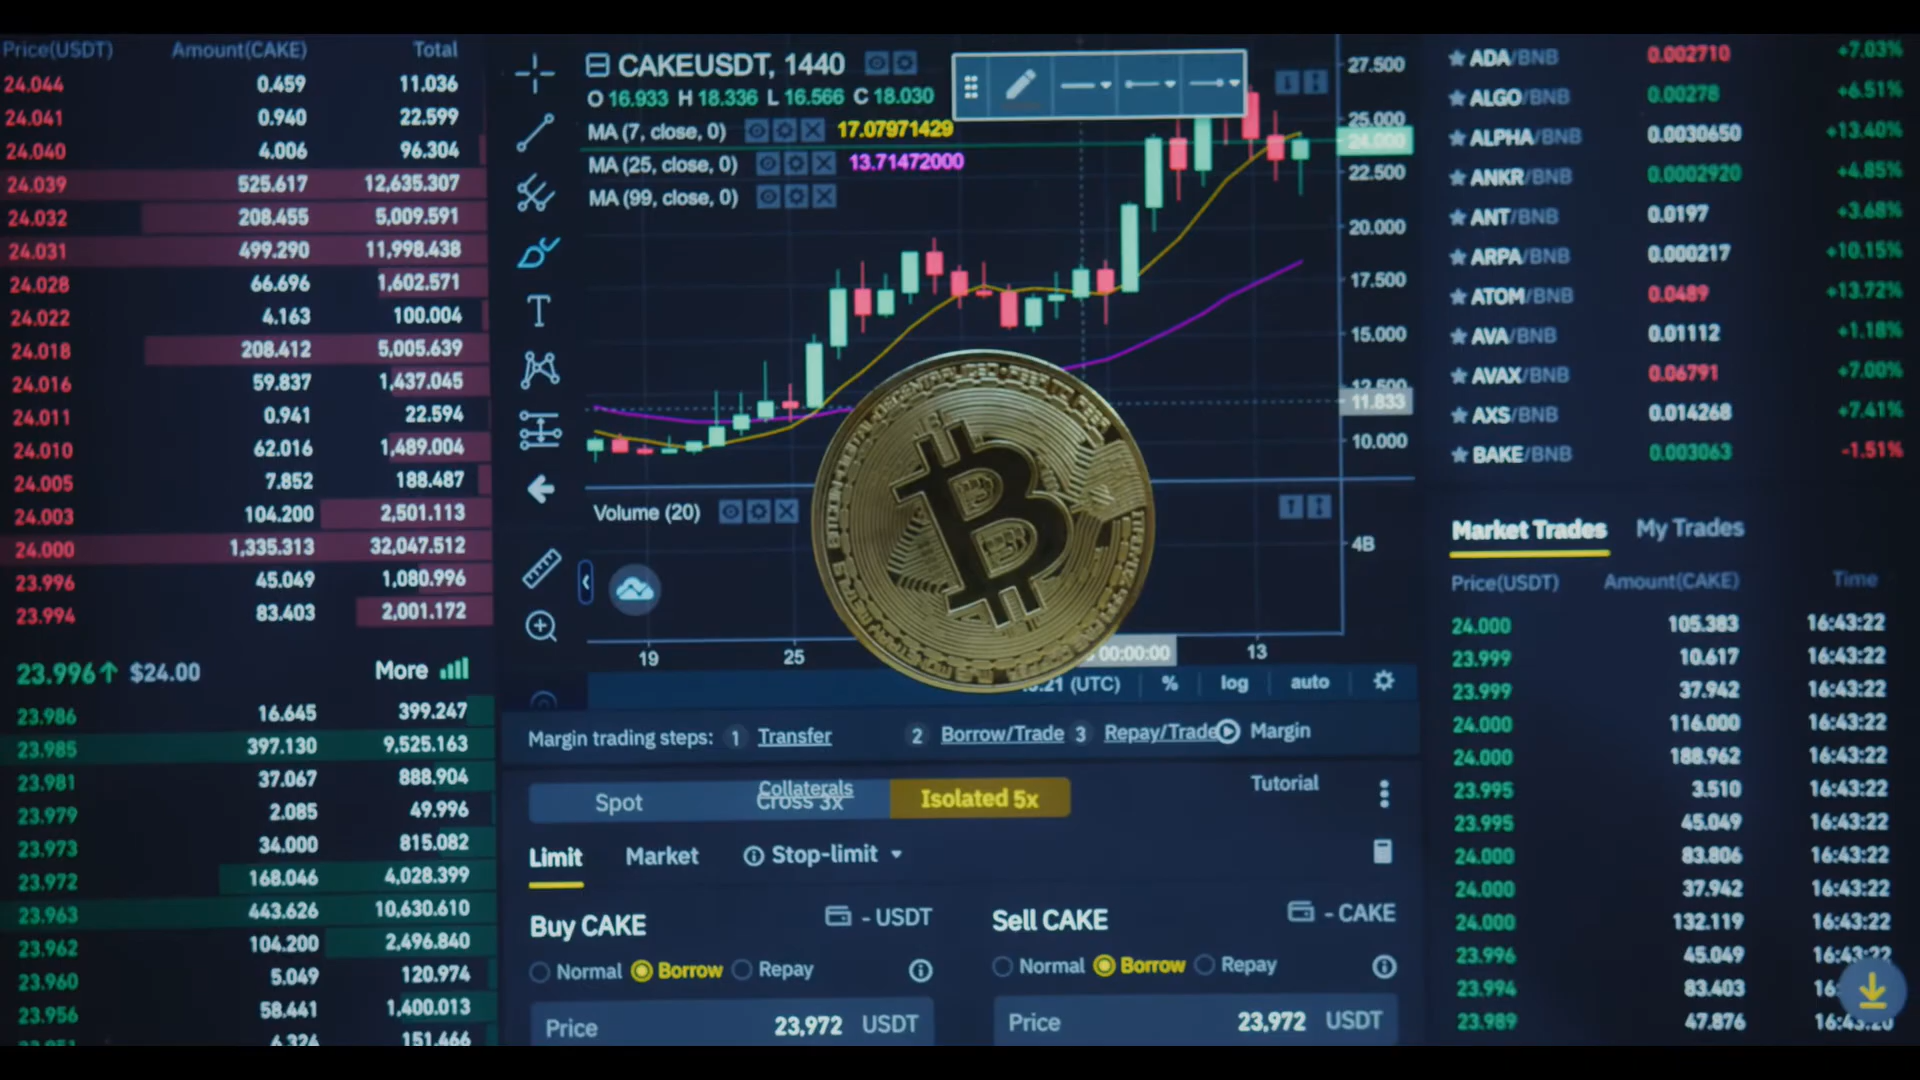 Price(USDT) Amount(CAKE) Total
24.044 0.459 11.036
24.041 0.940 22.599
24.040 4.006 96.304
24.039 525.617 12,635.307
24.032 208.455 5,009.591
24.031 499.290 11,998.438
24.028 66.696 1,602.571
24.022 4.163 100.004
24.018 208.412 5,005.639
24.016 59.837 1,437.045
24.011 0.941 22.594
24.010 62.016 1,489.004
24.005 7.852 188.487
24.003 104.200 2,501.113
24.000 1,335.313 32,047.512
23.996 45.049 1,080.996
23.994 83.403 2,001.172
23.996↑ $24.00 More
23.986 16.645 399.247
23.985 397.130 9,525.163
23.981 37.067 888.904
23.979 2.085 49.996
23.973 34.000 815.082
23.972 168.046 4,028.399
23.963 443.626 10,630.610
23.962 104.200 2,496.840
23.960 5.049 120.974
23.956 58.441 1,400.013
23.951 4.324 151.466
CAKEUSDT, 1440
O 16.933 H 18.336 L 16.566 C 18.030
MA (7, close, 0) 17.07971429
MA (25, close, 0) 13.71472000
MA (99, close, 0)
27.500
25.000
24.000
22.500
20.000
17.500
15.000
12.500
11.833
10.000
Volume (20)
4B
19 25 00:00:00 13
21 (UTC) % log auto
Margin trading steps: 1 Transfer 2 Borrow/Trade 3 Repay/Trade Margin
Collaterals Tutorial
Spot Cross 3x Isolated 5x
Limit Market Stop-limit
Buy CAKE - USDT
Normal Borrow Repay
Price 23,972 USDT
Sell CAKE - CAKE
Normal Borrow Repay
Price 23,972 USDT
ADA/BNB 0.002710 +7.03%
ALGO/BNB 0.00278 +6.51%
ALPHA/BNB 0.0030650 +13.40%
ANKR/BNB 0.0002920 +4.85%
ANT/BNB 0.0197 +3.68%
ARPA/BNB 0.000217 +10.15%
ATOM/BNB 0.0489 +13.72%
AVA/BNB 0.01112 +1.18%
AVAX/BNB 0.06791 +7.00%
AXS/BNB 0.014268 +7.41%
BAKE/BNB 0.003063 -1.51%
Market Trades My Trades
Price(USDT) Amount(CAKE) Time
24.000 105.383 16:43:22
23.999 10.617 16:43:22
23.999 37.942 16:43:22
24.000 116.000 16:43:22
24.000 188.962 16:43:22
23.995 3.510 16:43:22
23.995 45.049 16:43:22
24.000 83.806 16:43:22
24.000 37.942 16:43:22
24.000 132.119 16:43:22
23.996 45.049 16:43:22
23.994 83.403 16:
23.989 47.876 16:43:20